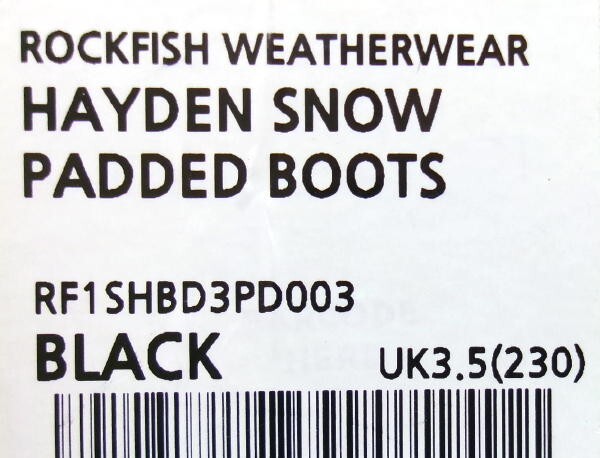 ROCKFISH WEATHERWEAR
HAYDEN SNOW
PADDED BOOTS
RF1SHBD3PD003
BLACK
UK3.5(230)